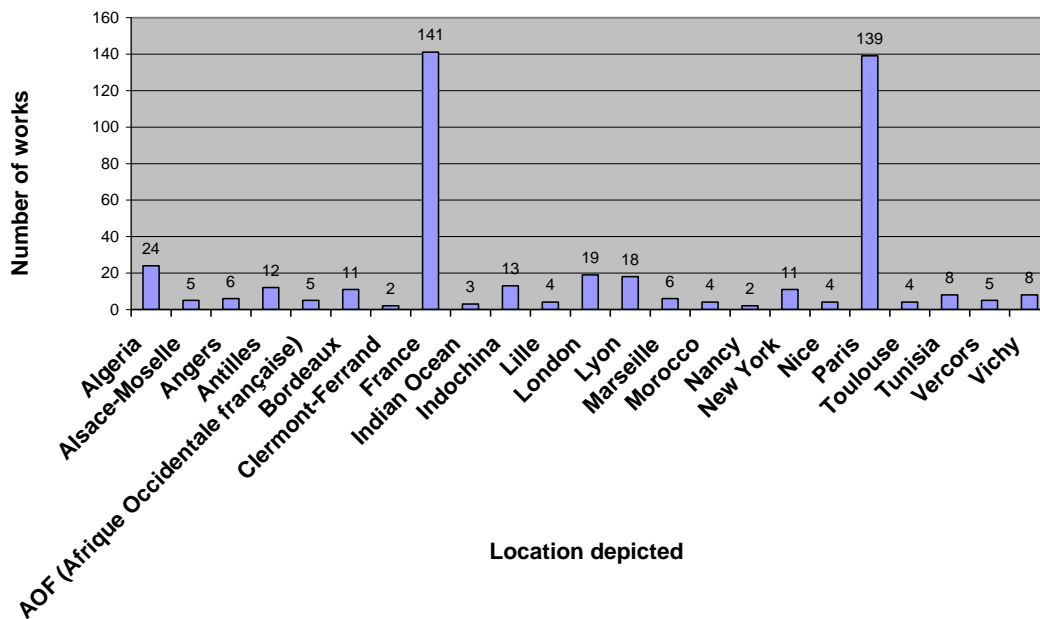 Number of works
160
140
120
100
80
60
40
20
0
24
5
6
12
5
11
2
141
3
13
4
19
18
6
4
2
11
4
139
4
8
5
8
Algeria
Alsace-Moselle
Angers
Antilles
AOF (Afrique Occidentale française)
Bordeaux
Clermont-Ferrand
France
Indian Ocean
Indochina
Lille
London
Lyon
Marseille
Morocco
Nancy
New York
Nice
Paris
Toulouse
Tunisia
Vercors
Vichy
Location depicted